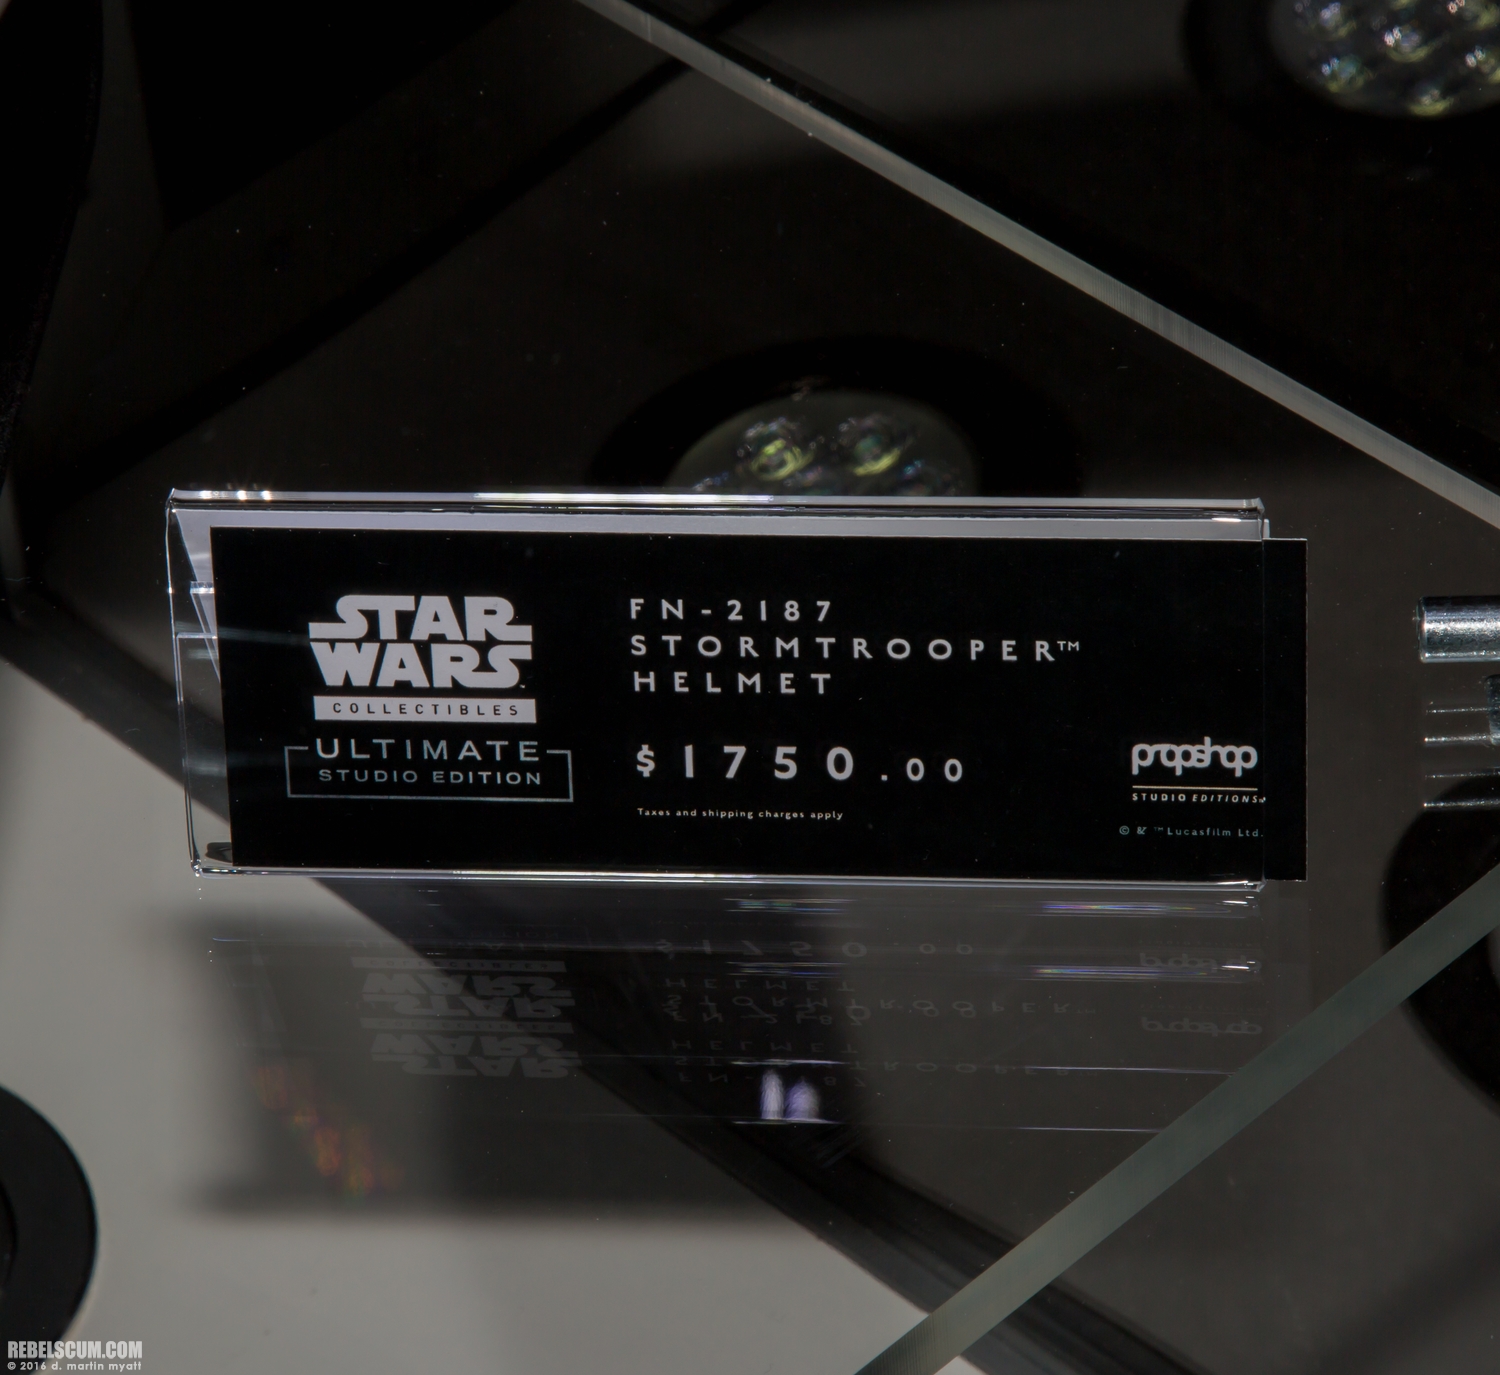 STAR
WARS
COLLECTIBLES
ULTIMATE
STUDIO EDITION
FN-2187
STORMTROOPER™
HELMET
$1750.00
Taxes and shipping charges apply
propshop
STUDIO EDITIONS
© & ™ Lucasfilm Ltd.
REBELSCUM.COM
© 2016 d. martin myatt